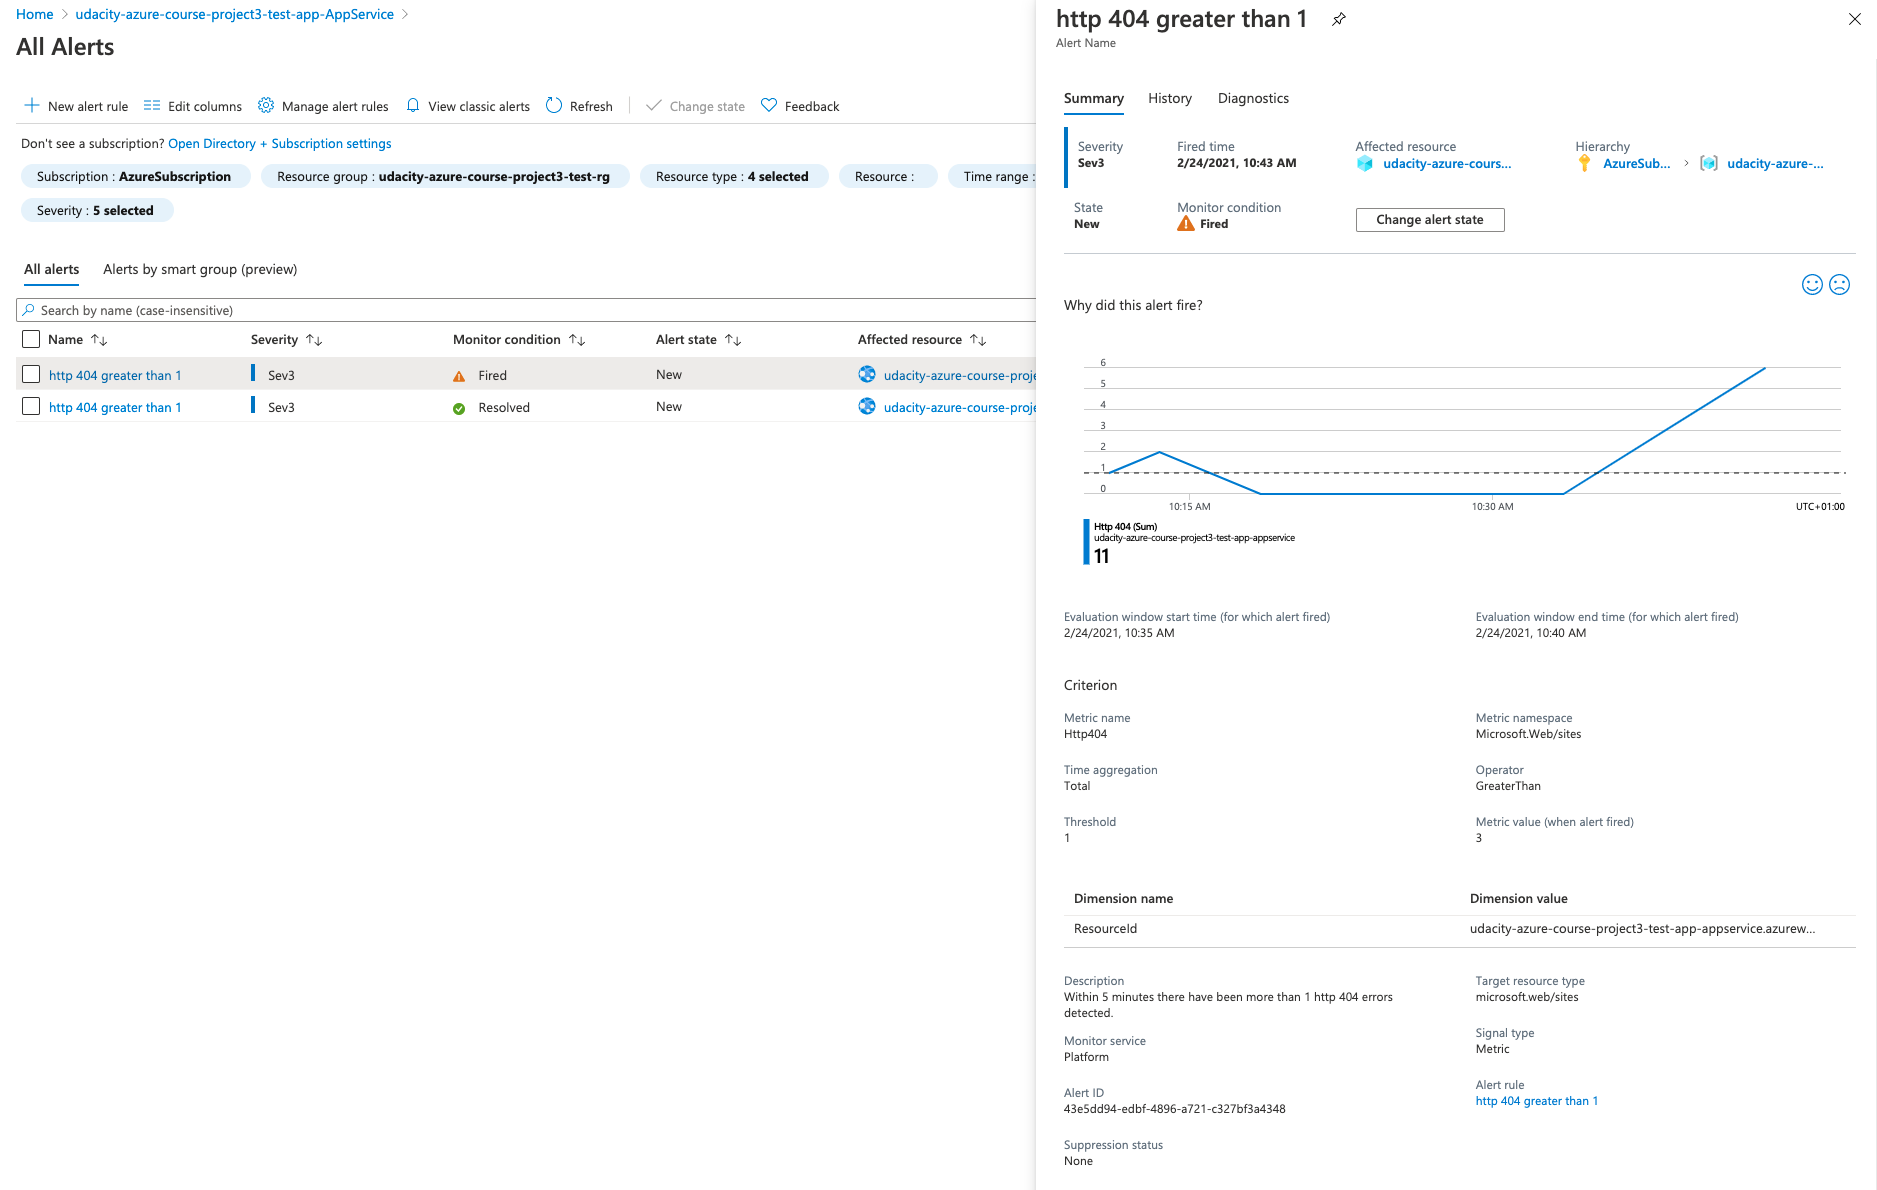 Home > udacity-azure-course-project3-test-app-AppService >
All Alerts
New alert rule Edit columns Manage alert rules View classic alerts Refresh Change state Feedback
Don't see a subscription? Open Directory + Subscription settings
Subscription : AzureSubscription Resource group : udacity-azure-course-project3-test-rg Resource type : 4 selected Resource : Time range :
Severity : 5 selected
All alerts Alerts by smart group (preview)
Search by name (case-insensitive)
Name Severity Monitor condition Alert state Affected resource
http 404 greater than 1 Sev3 Fired New udacity-azure-course-proje
http 404 greater than 1 Sev3 Resolved New udacity-azure-course-proje
http 404 greater than 1
Alert Name
Summary History Diagnostics
Severity Fired time Affected resource Hierarchy
Sev3 2/24/2021, 10:43 AM udacity-azure-cours... AzureSub... > udacity-azure-...
State Monitor condition
New Fired
Change alert state
Why did this alert fire?
6
5
4
3
2
1
0
10:15 AM 10:30 AM UTC+01:00
Http 404 (Sum)
udacity-azure-course-project3-test-app-appservice
11
Evaluation window start time (for which alert fired) Evaluation window end time (for which alert fired)
2/24/2021, 10:35 AM 2/24/2021, 10:40 AM
Criterion
Metric name Metric namespace
Http404 Microsoft.Web/sites
Time aggregation Operator
Total GreaterThan
Threshold Metric value (when alert fired)
1 3
Dimension name Dimension value
ResourceId udacity-azure-course-project3-test-app-appservice.azurew...
Description
Within 5 minutes there have been more than 1 http 404 errors
detected.
Monitor service
Platform
Alert ID
43e5dd94-edbf-4896-a721-c327bf3a4348
Suppression status
None
Target resource type
microsoft.web/sites
Signal type
Metric
Alert rule
http 404 greater than 1